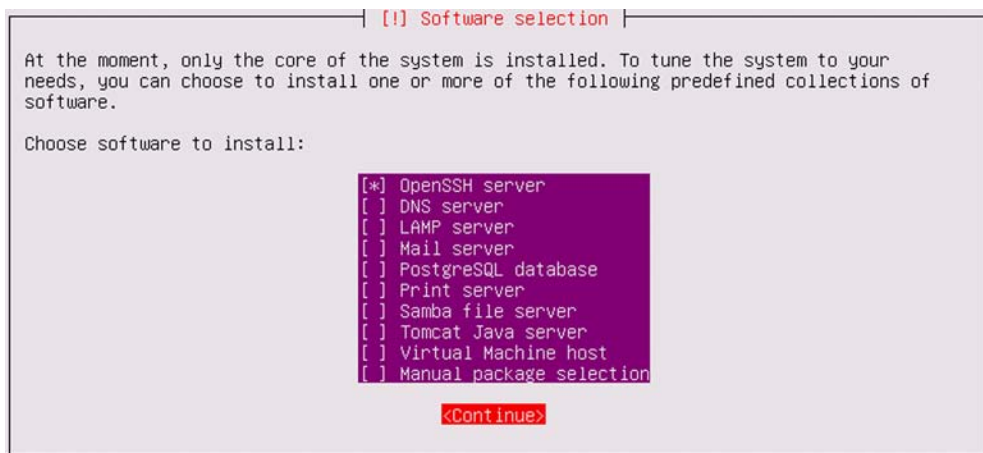 [!] Software selection
At the moment, only the core of the system is installed. To tune the system to your
needs, you can choose to install one or more of the following predefined collections of
software.
Choose software to install:
[*] OpenSSH server
[ ] DNS server
[ ] LAMP server
[ ] Mail server
[ ] PostgreSQL database
[ ] Print server
[ ] Samba file server
[ ] Tomcat Java server
[ ] Virtual Machine host
[ ] Manual package selection
<Continue>